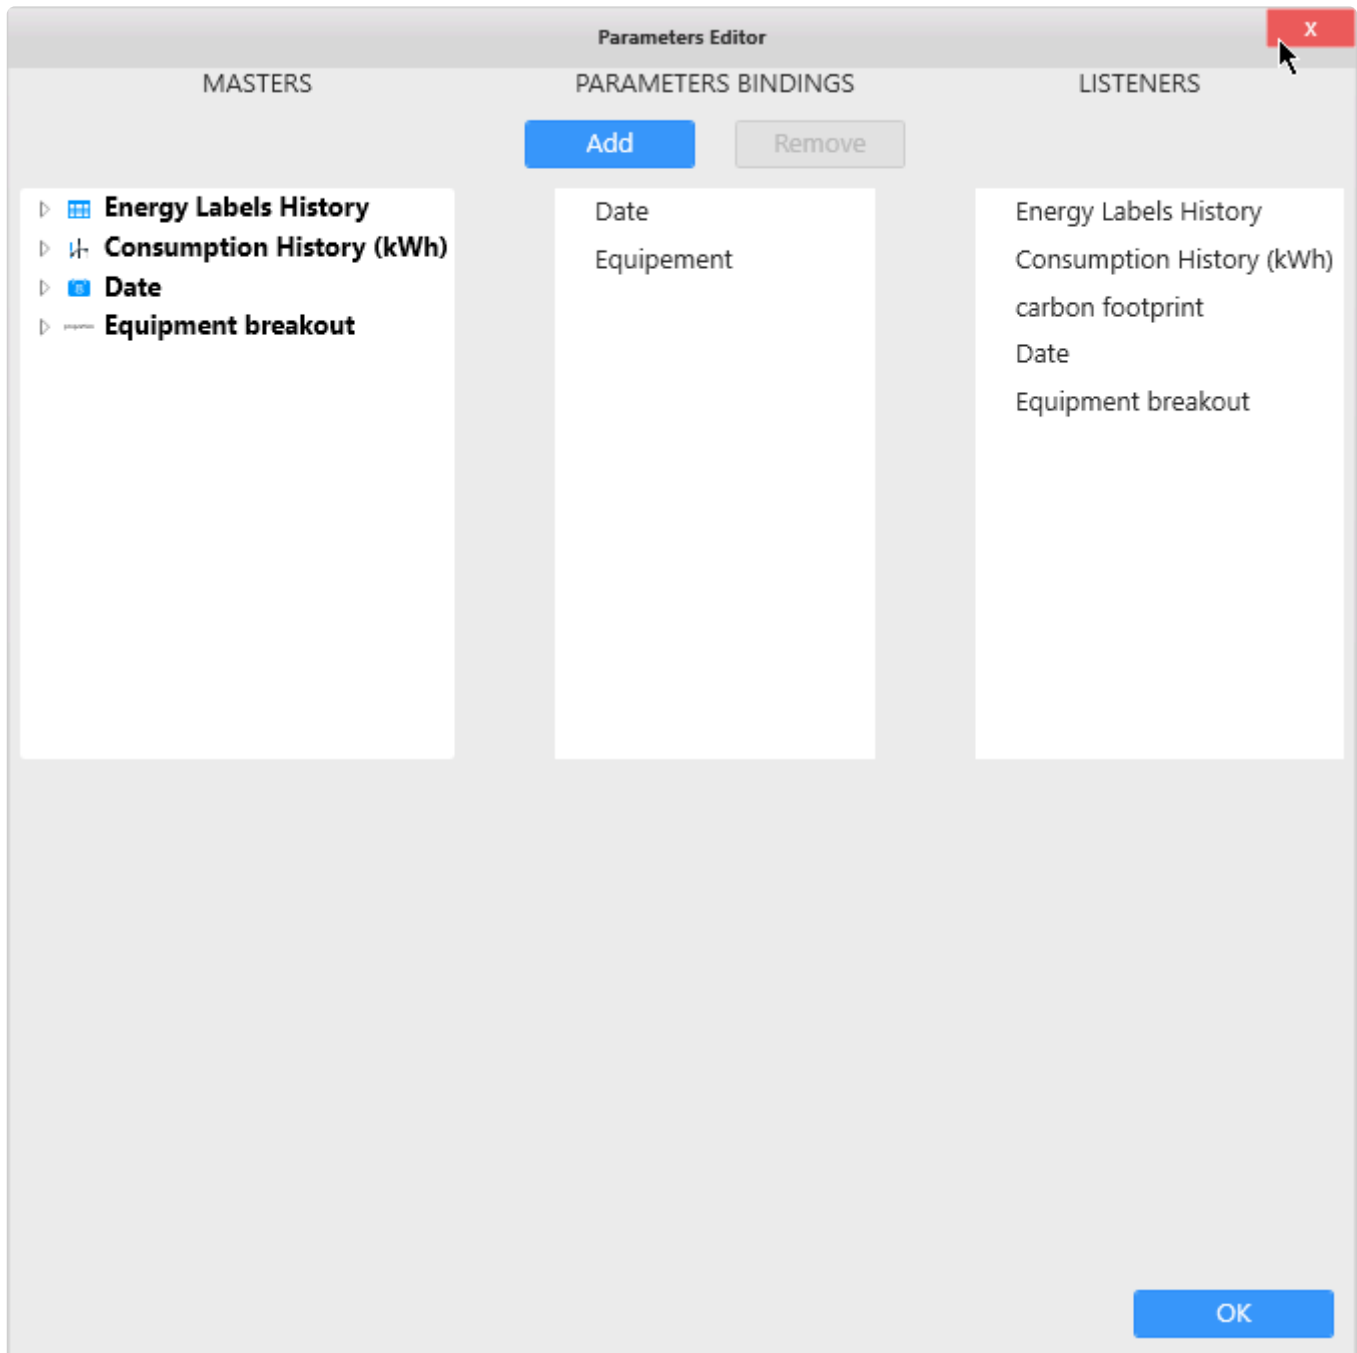 Parameters Editor
X
MASTERS
PARAMETERS BINDINGS
LISTENERS
Add
Remove
Energy Labels History
Consumption History (kWh)
Date
Equipment breakout
Date
Equipement
Energy Labels History
Consumption History (kWh)
carbon footprint
Date
Equipment breakout
OK